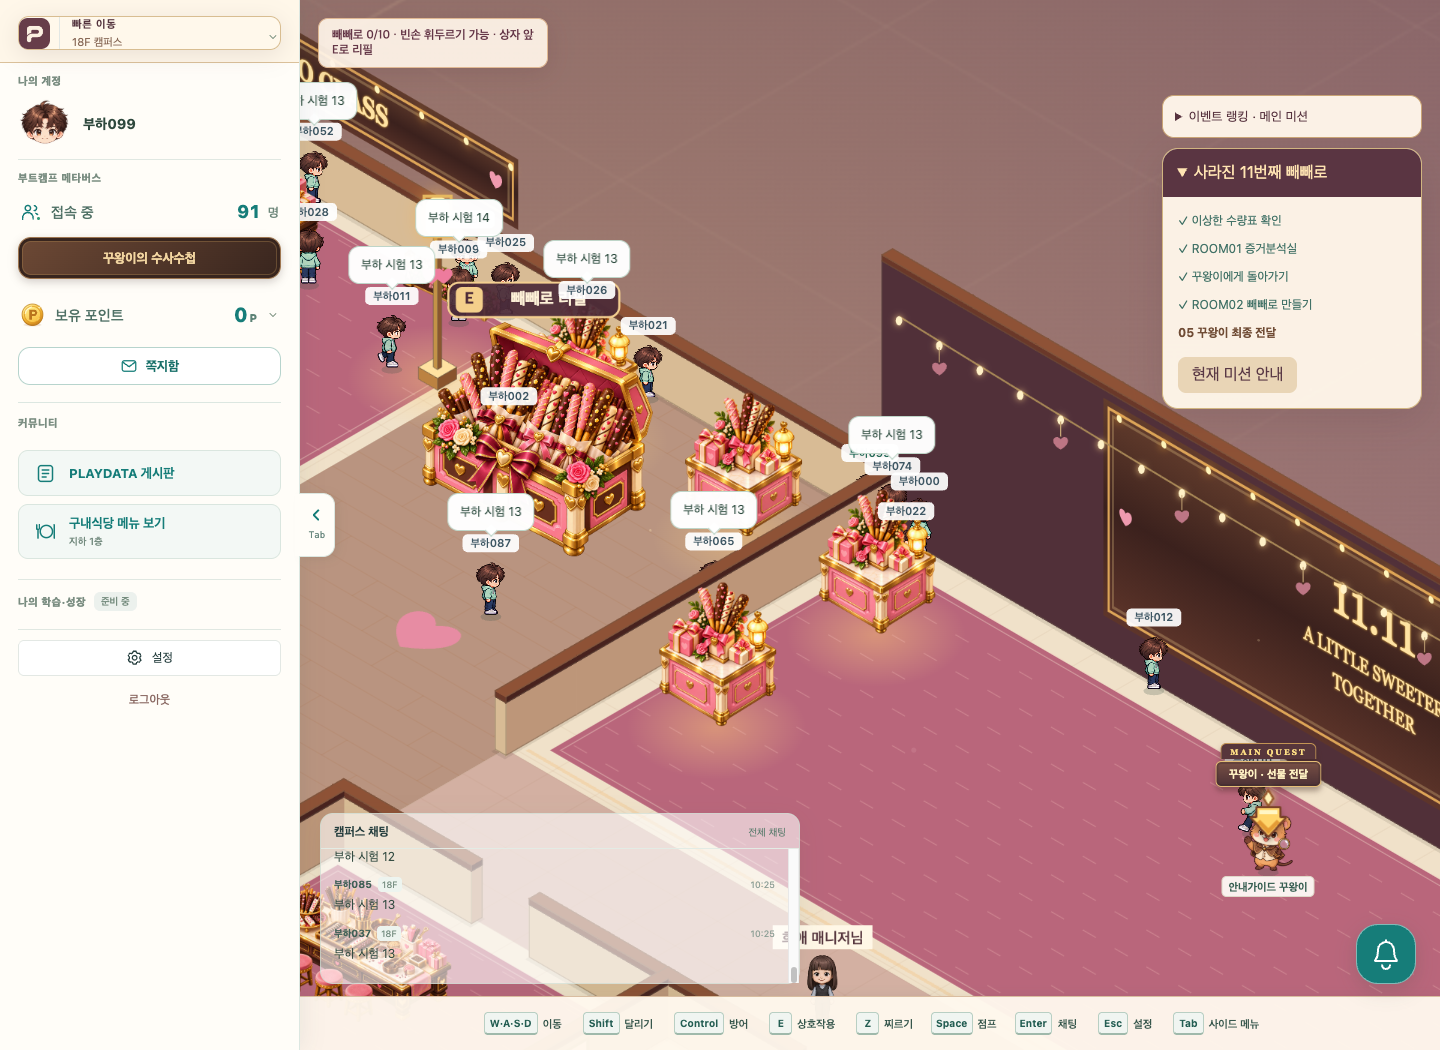 빠른 이동
18F 캠퍼스
나의 계정
부하099
부트캠프 메타버스
접속 중
91 명
꾸왕이의 수사수첩
보유 포인트
0 P
쪽지함
커뮤니티
PLAYDATA 게시판
구내식당 메뉴 보기
지하 1층
나의 학습·성장
준비 중
설정
로그아웃
빼빼로 0/10 · 빈손 휘두르기 가능 · 상자 앞
E로 리필
시험 13
부하 시험 14
부하009
부하025
부하 시험 13
부하011
부하 시험 13
부하026
E 빼빼로
부하021
부하002
부하 시험 13
부하087
부하 시험 13
부하065
부하 시험 13
부하074
부하000
부하022
부하012
Tab
이벤트 랭킹 · 메인 미션
사라진 11번째 빼빼로
✓ 이상한 수량표 확인
✓ ROOM01 증거분석실
✓ 꾸왕이에게 돌아가기
✓ ROOM02 빼빼로 만들기
05 꾸왕이 최종 전달
현재 미션 안내
11.11
A LITTLE SWEETER
TOGETHER
MAIN QUEST
꾸왕이 · 선물 전달
안내가이드 꾸왕이
캠퍼스 채팅
전체 채팅
부하 시험 12
부하085 18F 10:25
부하 시험 13
부하037 18F 10:25
부하 시험 13
매니저님
W·A·S·D 이동
Shift 달리기
Control 방어
E 상호작용
Z 찌르기
Space 점프
Enter 채팅
Esc 설정
Tab 사이드 메뉴